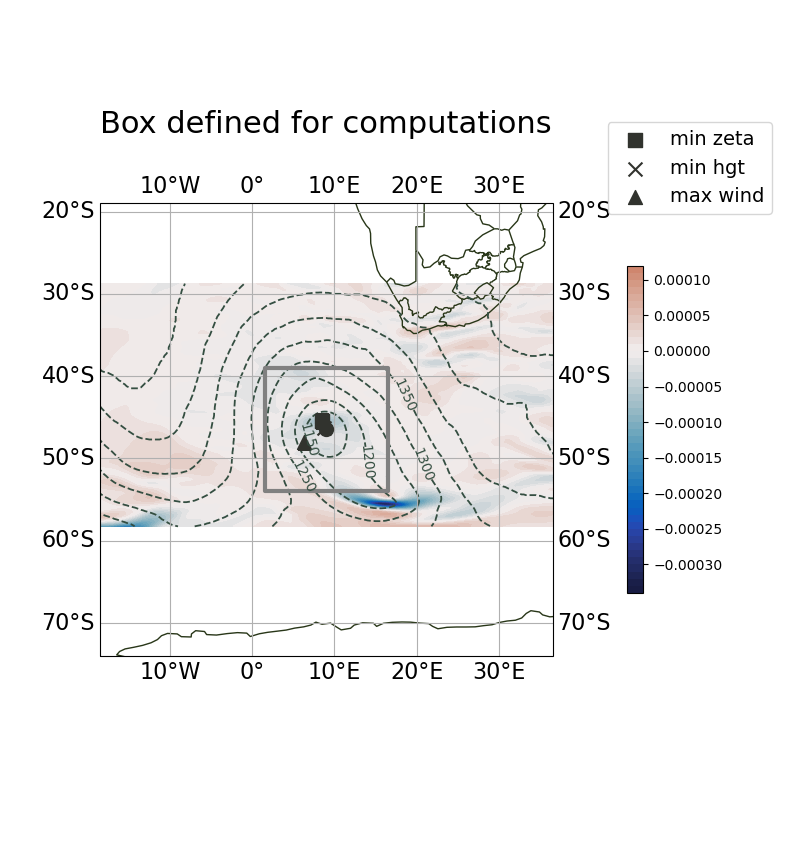 Box defined for computations
min zeta
min hgt
max wind
10°W 0° 10°E 20°E 30°E
20°S 20°S
30°S 30°S
40°S 40°S
50°S 50°S
60°S 60°S
70°S 70°S
10°W 0° 10°E 20°E 30°E
1350
1150
1200
1300
1250
0.00010
0.00005
0.00000
−0.00005
−0.00010
−0.00015
−0.00020
−0.00025
−0.00030